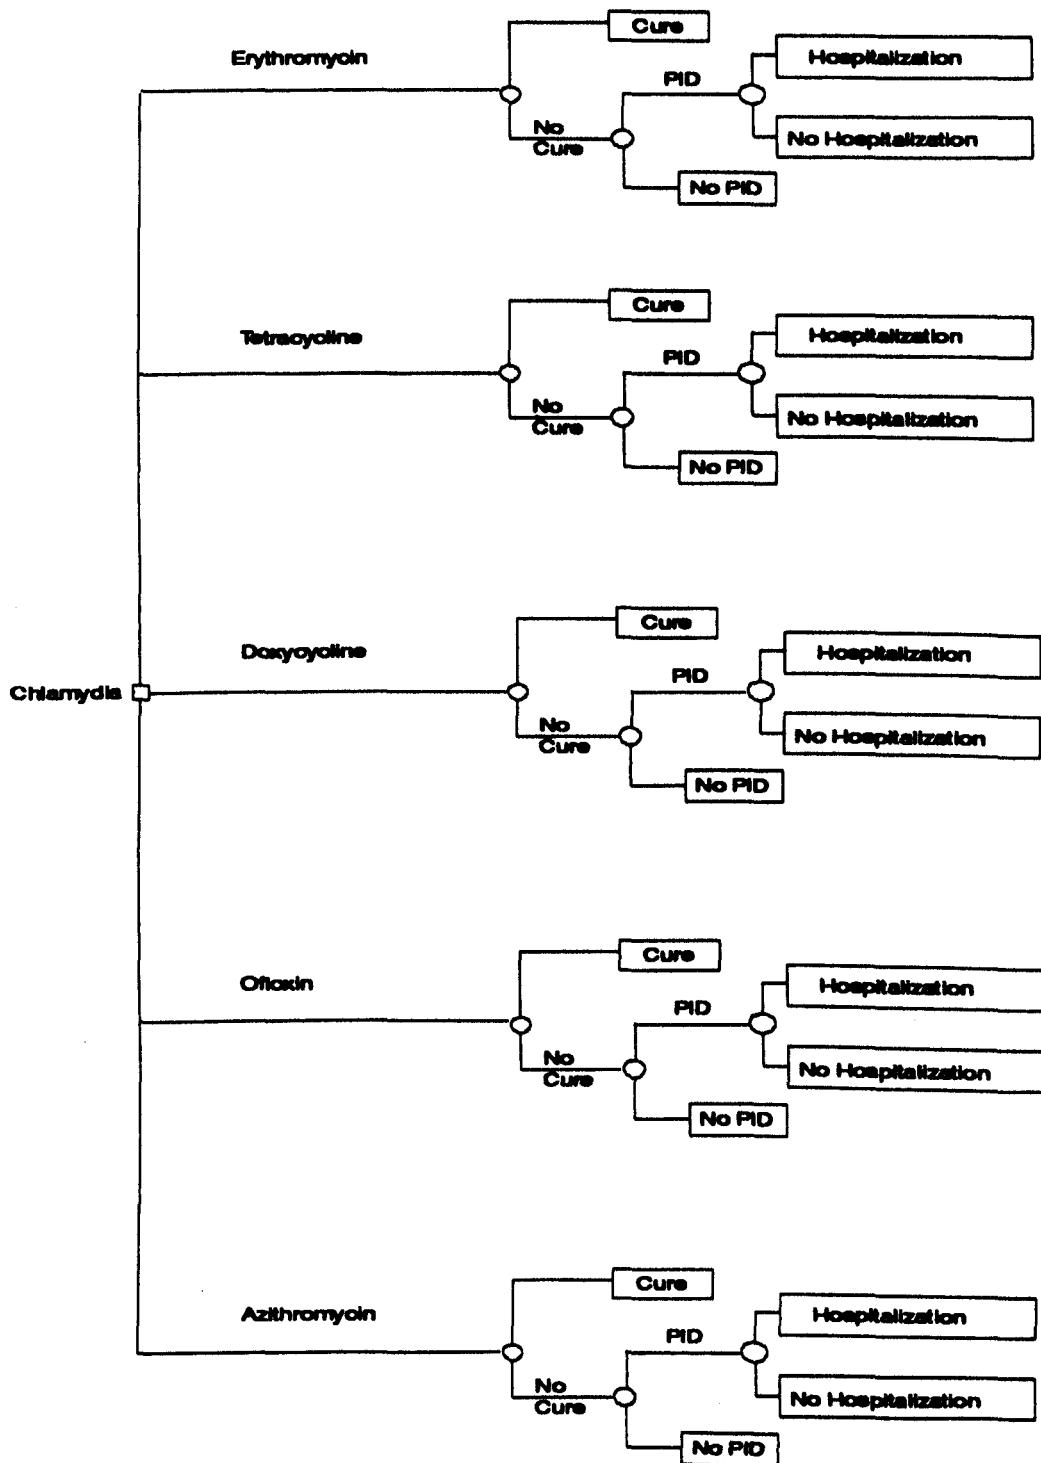 Cure
Erythromycin
Hospitalization
PID
No
Cure
No Hospitalization
No PID
Cure
Tetracycline
Hospitalization
PID
No
Cure
No Hospitalization
No PID
Cure
Doxycycline
Hospitalization
PID
Chlamydia
No
Cure
No Hospitalization
No PID
Cure
Ofloxin
Hospitalization
PID
No
Cure
No Hospitalization
No PID
Cure
Azithromycin
Hospitalization
PID
No
Cure
No Hospitalization
No PID